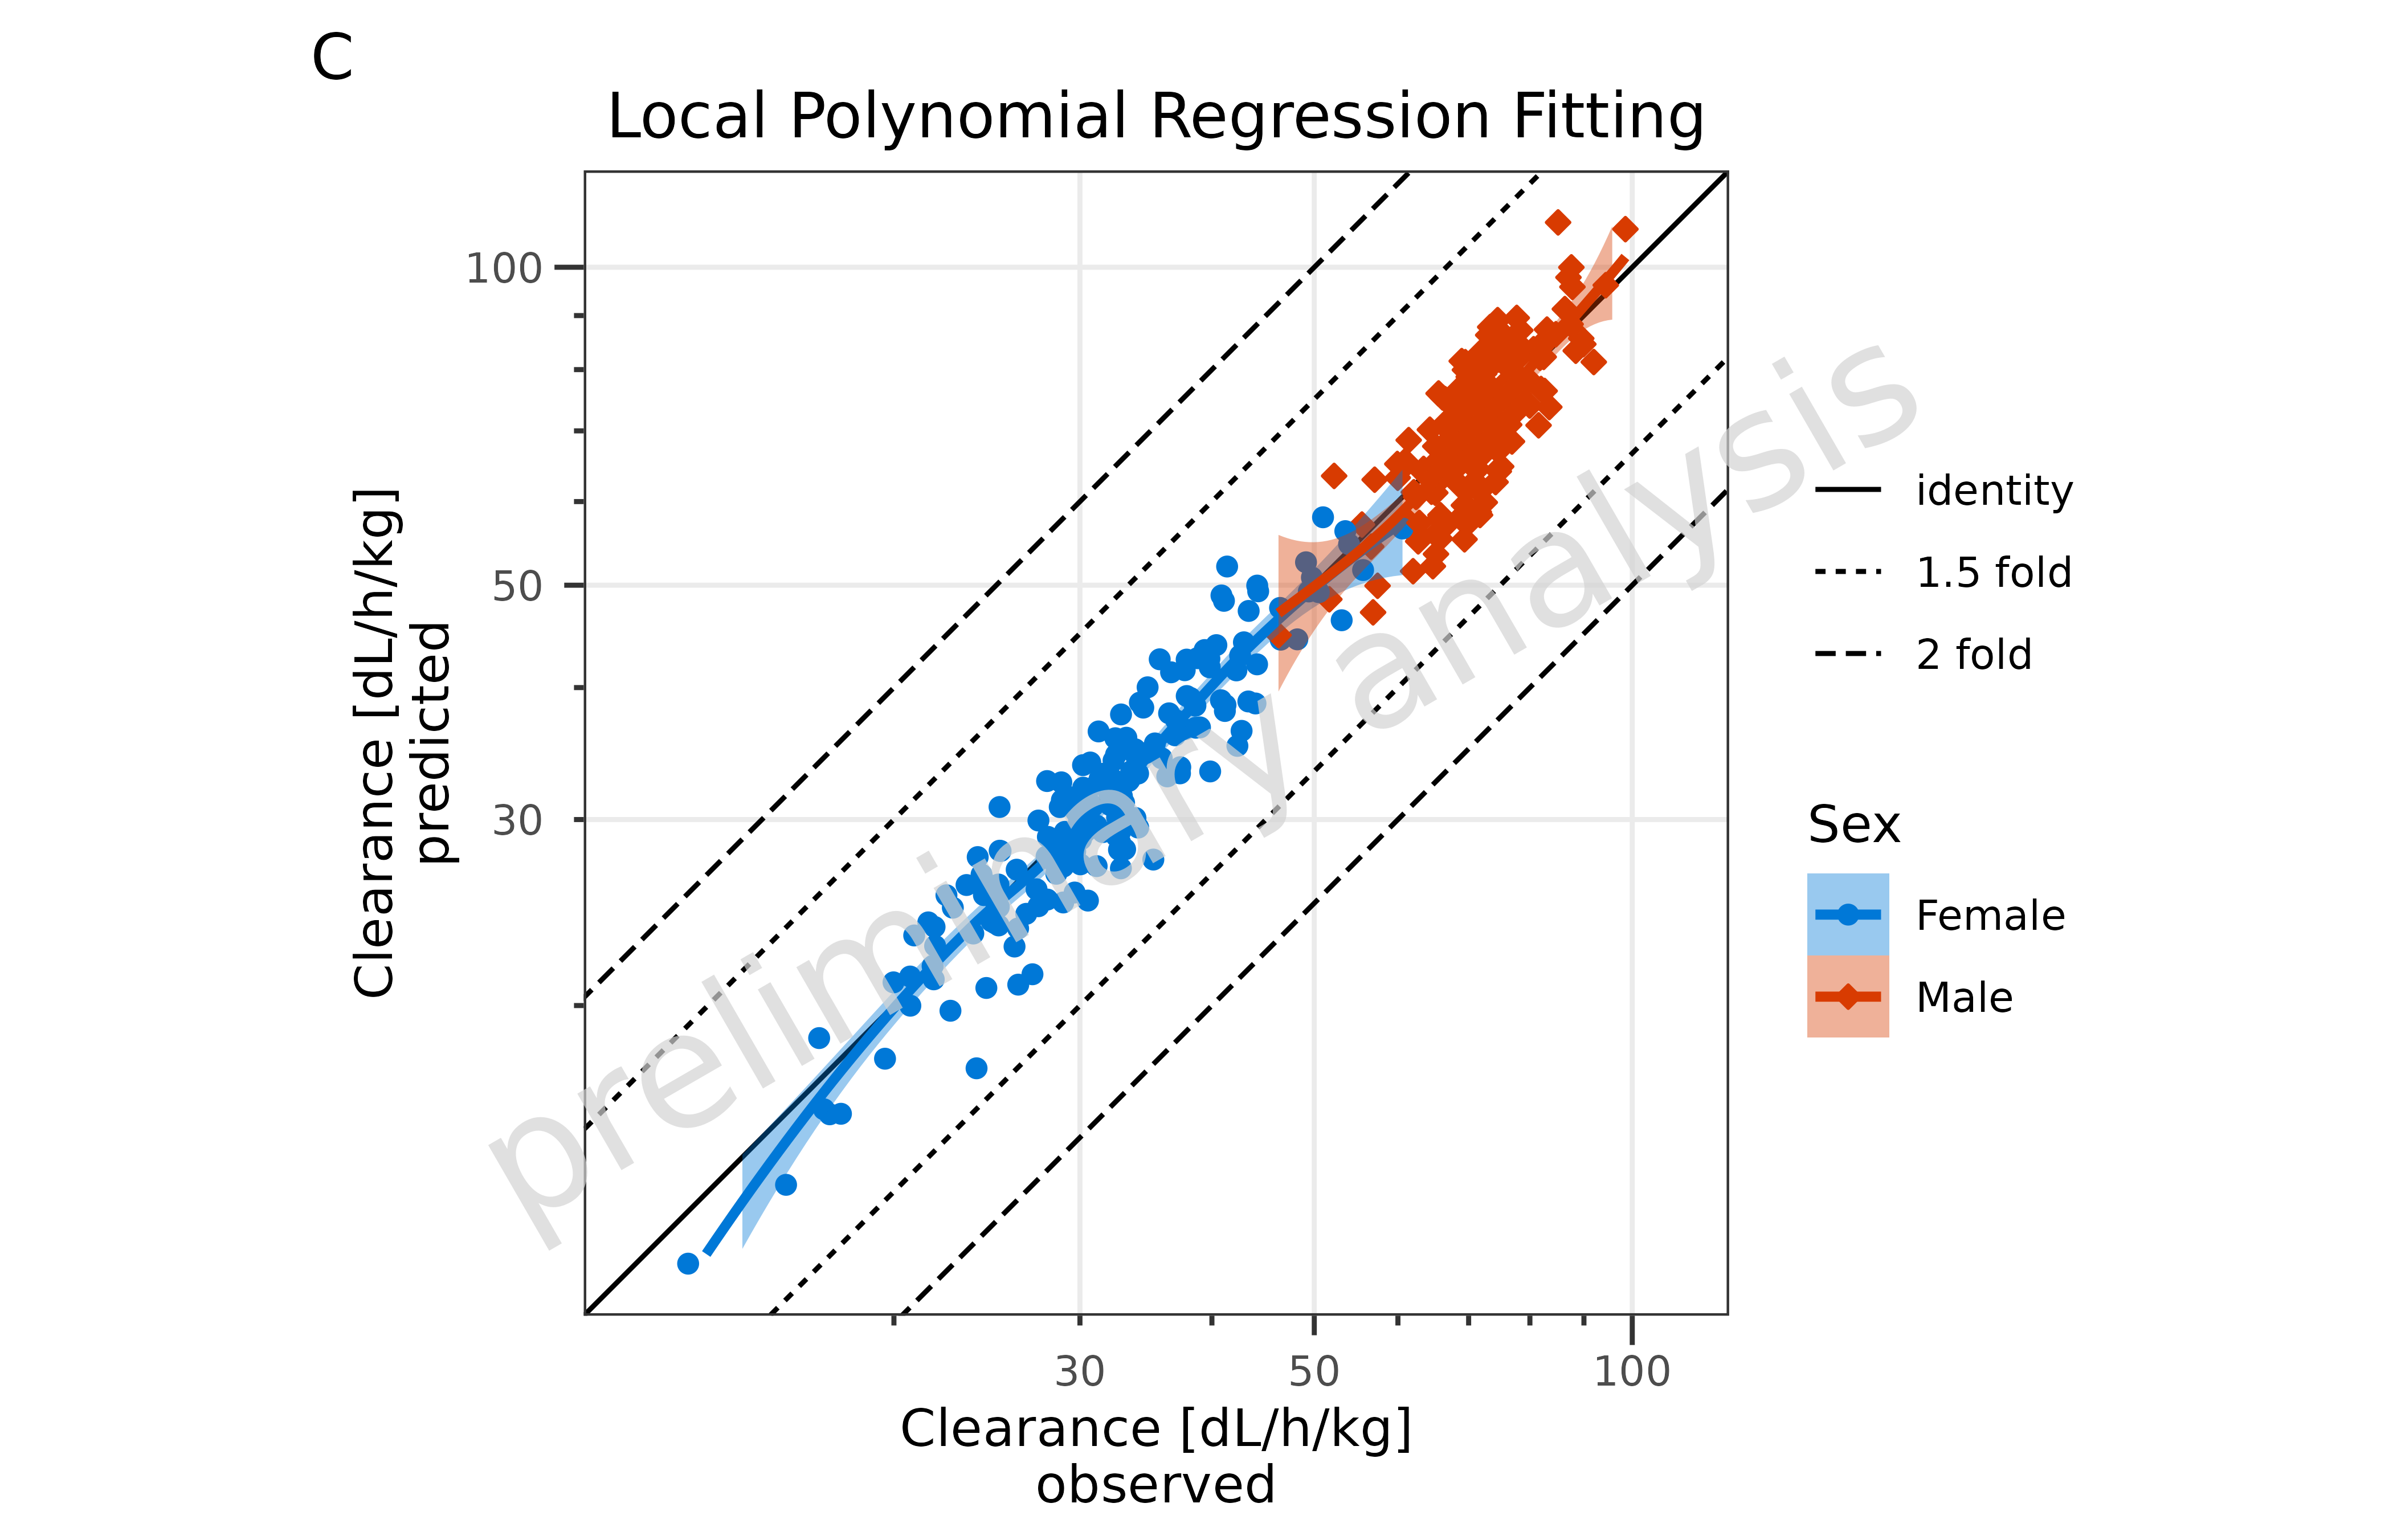 C
Local Polynomial Regression Fitting
Clearance [dL/h/kg]
predicted
100
50
30
30
50
100
Clearance [dL/h/kg]
observed
identity
1.5 fold
2 fold
Sex
Female
Male
preliminary analysis